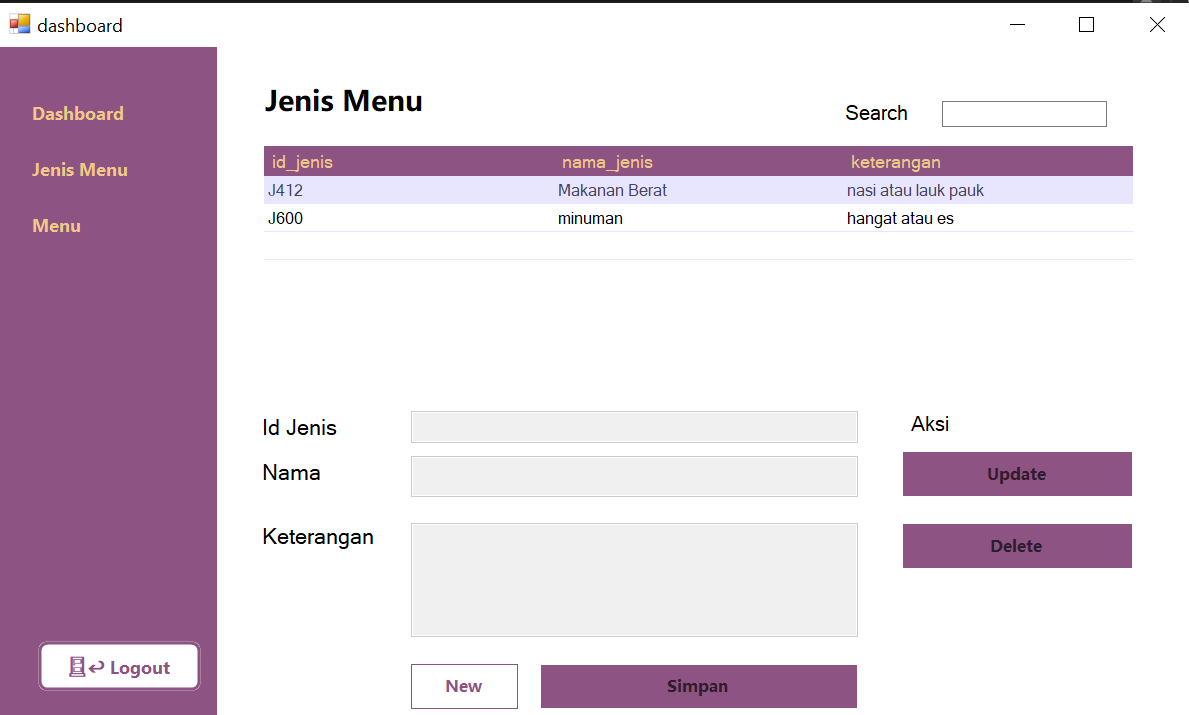 dashboard
Dashboard
Jenis Menu
Menu
Logout
Jenis Menu
Search
id_jenis nama_jenis keterangan
J412 Makanan Berat nasi atau lauk pauk
J600 minuman hangat atau es
Id Jenis
Nama
Keterangan
Aksi
Update
Delete
New Simpan